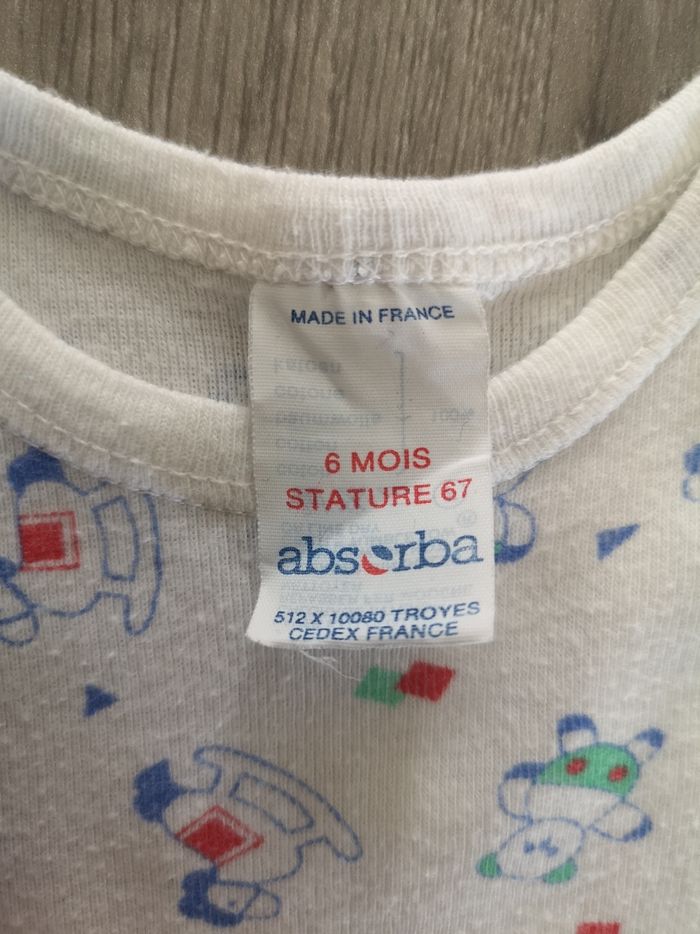 MADE IN FRANCE
6 MOIS
STATURE 67
absorba
512 X 10080 TROYES
CEDEX FRANCE